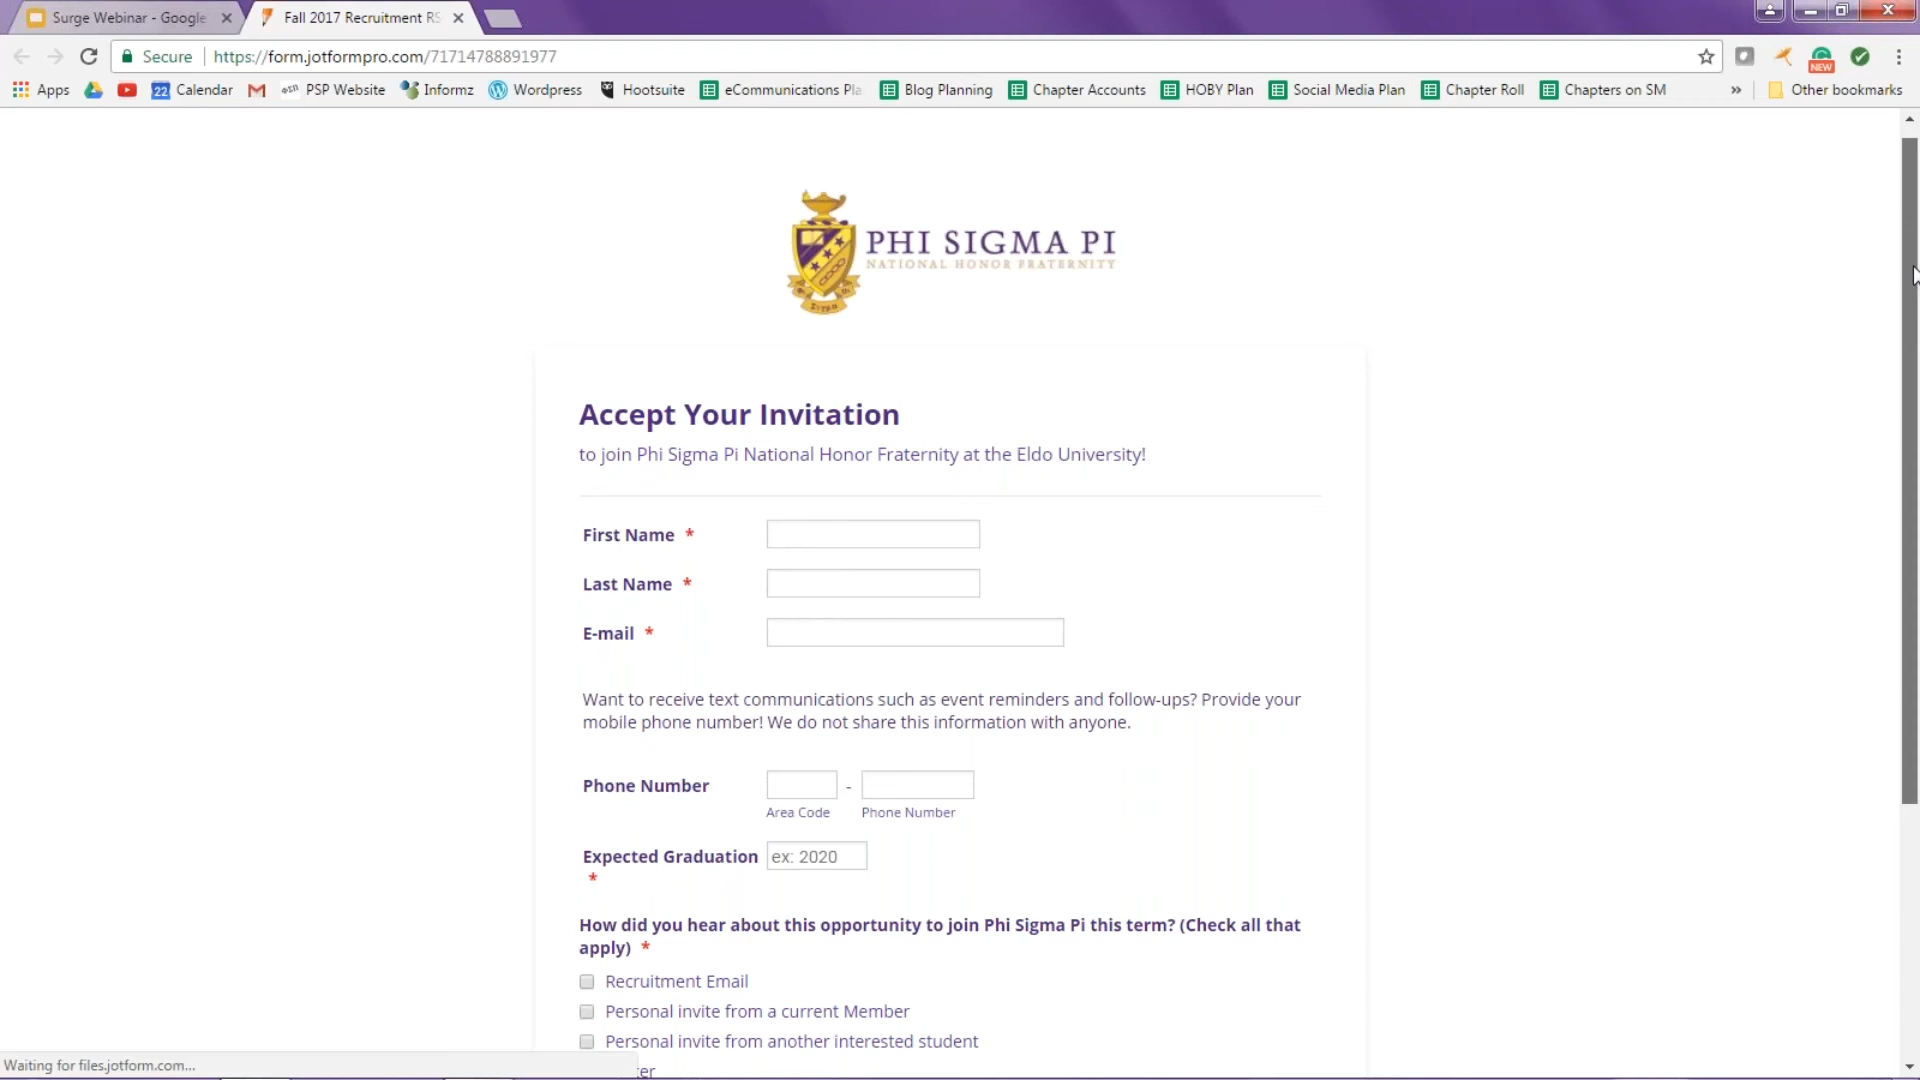 Surge Webinar - Google
Fall 2017 Recruitment RS
Secure
https://form.jotformpro.com/71714788891977
NEW
Apps
22
Calendar
ΦΣΠ
PSP Website
Informz
Wordpress
Hootsuite
eCommunications Pla
Blog Planning
Chapter Accounts
HOBY Plan
Social Media Plan
Chapter Roll
Chapters on SM
»
Other bookmarks
PHI SIGMA PI
NATIONAL HONOR FRATERNITY
Accept Your Invitation
to join Phi Sigma Pi National Honor Fraternity at the Eldo University!
First Name *
Last Name *
E-mail *
Want to receive text communications such as event reminders and follow-ups? Provide your
mobile phone number! We do not share this information with anyone.
Phone Number
-
Area Code
Phone Number
Expected Graduation
*
ex: 2020
How did you hear about this opportunity to join Phi Sigma Pi this term? (Check all that
apply) *
Recruitment Email
Personal invite from a current Member
Personal invite from another interested student
ter
Waiting for files.jotform.com...